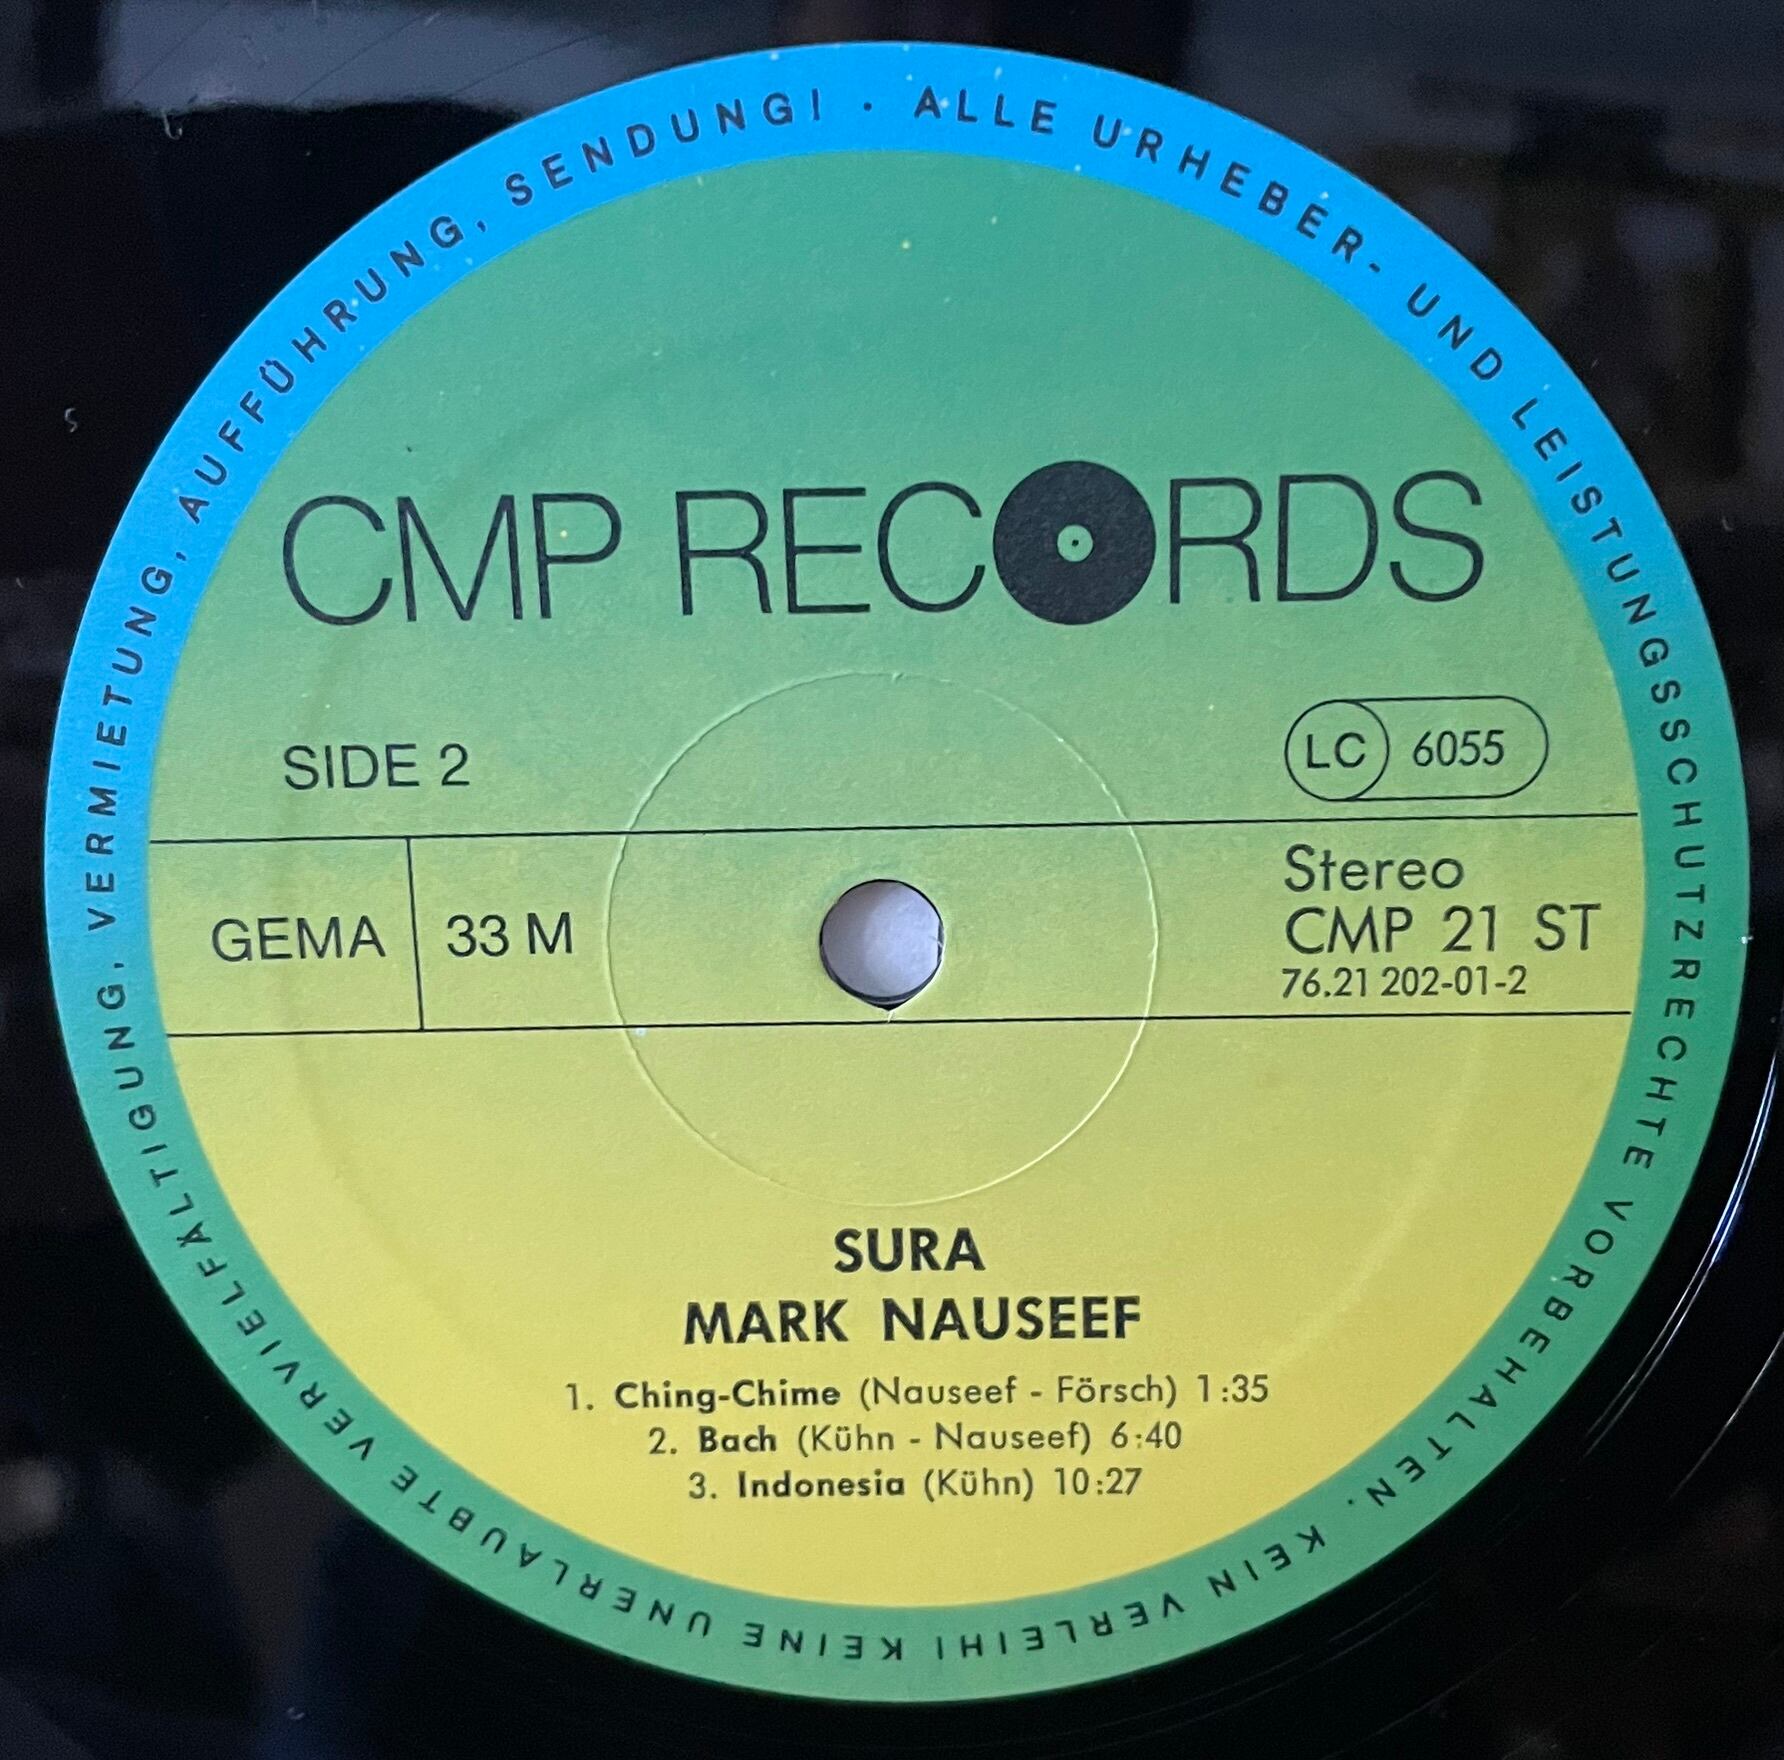 ALLE URHEBER- UND LEISTUNGSSCHUTZRECHTE VORBEHALTEN. KEIN VERLEIH! KEINE UNERLAUBTE VERVIELFÄLTIGUNG, VERMIETUNG, AUFFÜHRUNG, SENDUNG! ·
CMP RECORDS
SIDE 2
LC 6055
GEMA
33 M
Stereo
CMP 21 ST
76.21 202-01-2
SURA
MARK NAUSEEF
1. Ching-Chime (Nauseef - Försch) 1:35
2. Bach (Kühn - Nauseef) 6:40
3. Indonesia (Kühn) 10:27